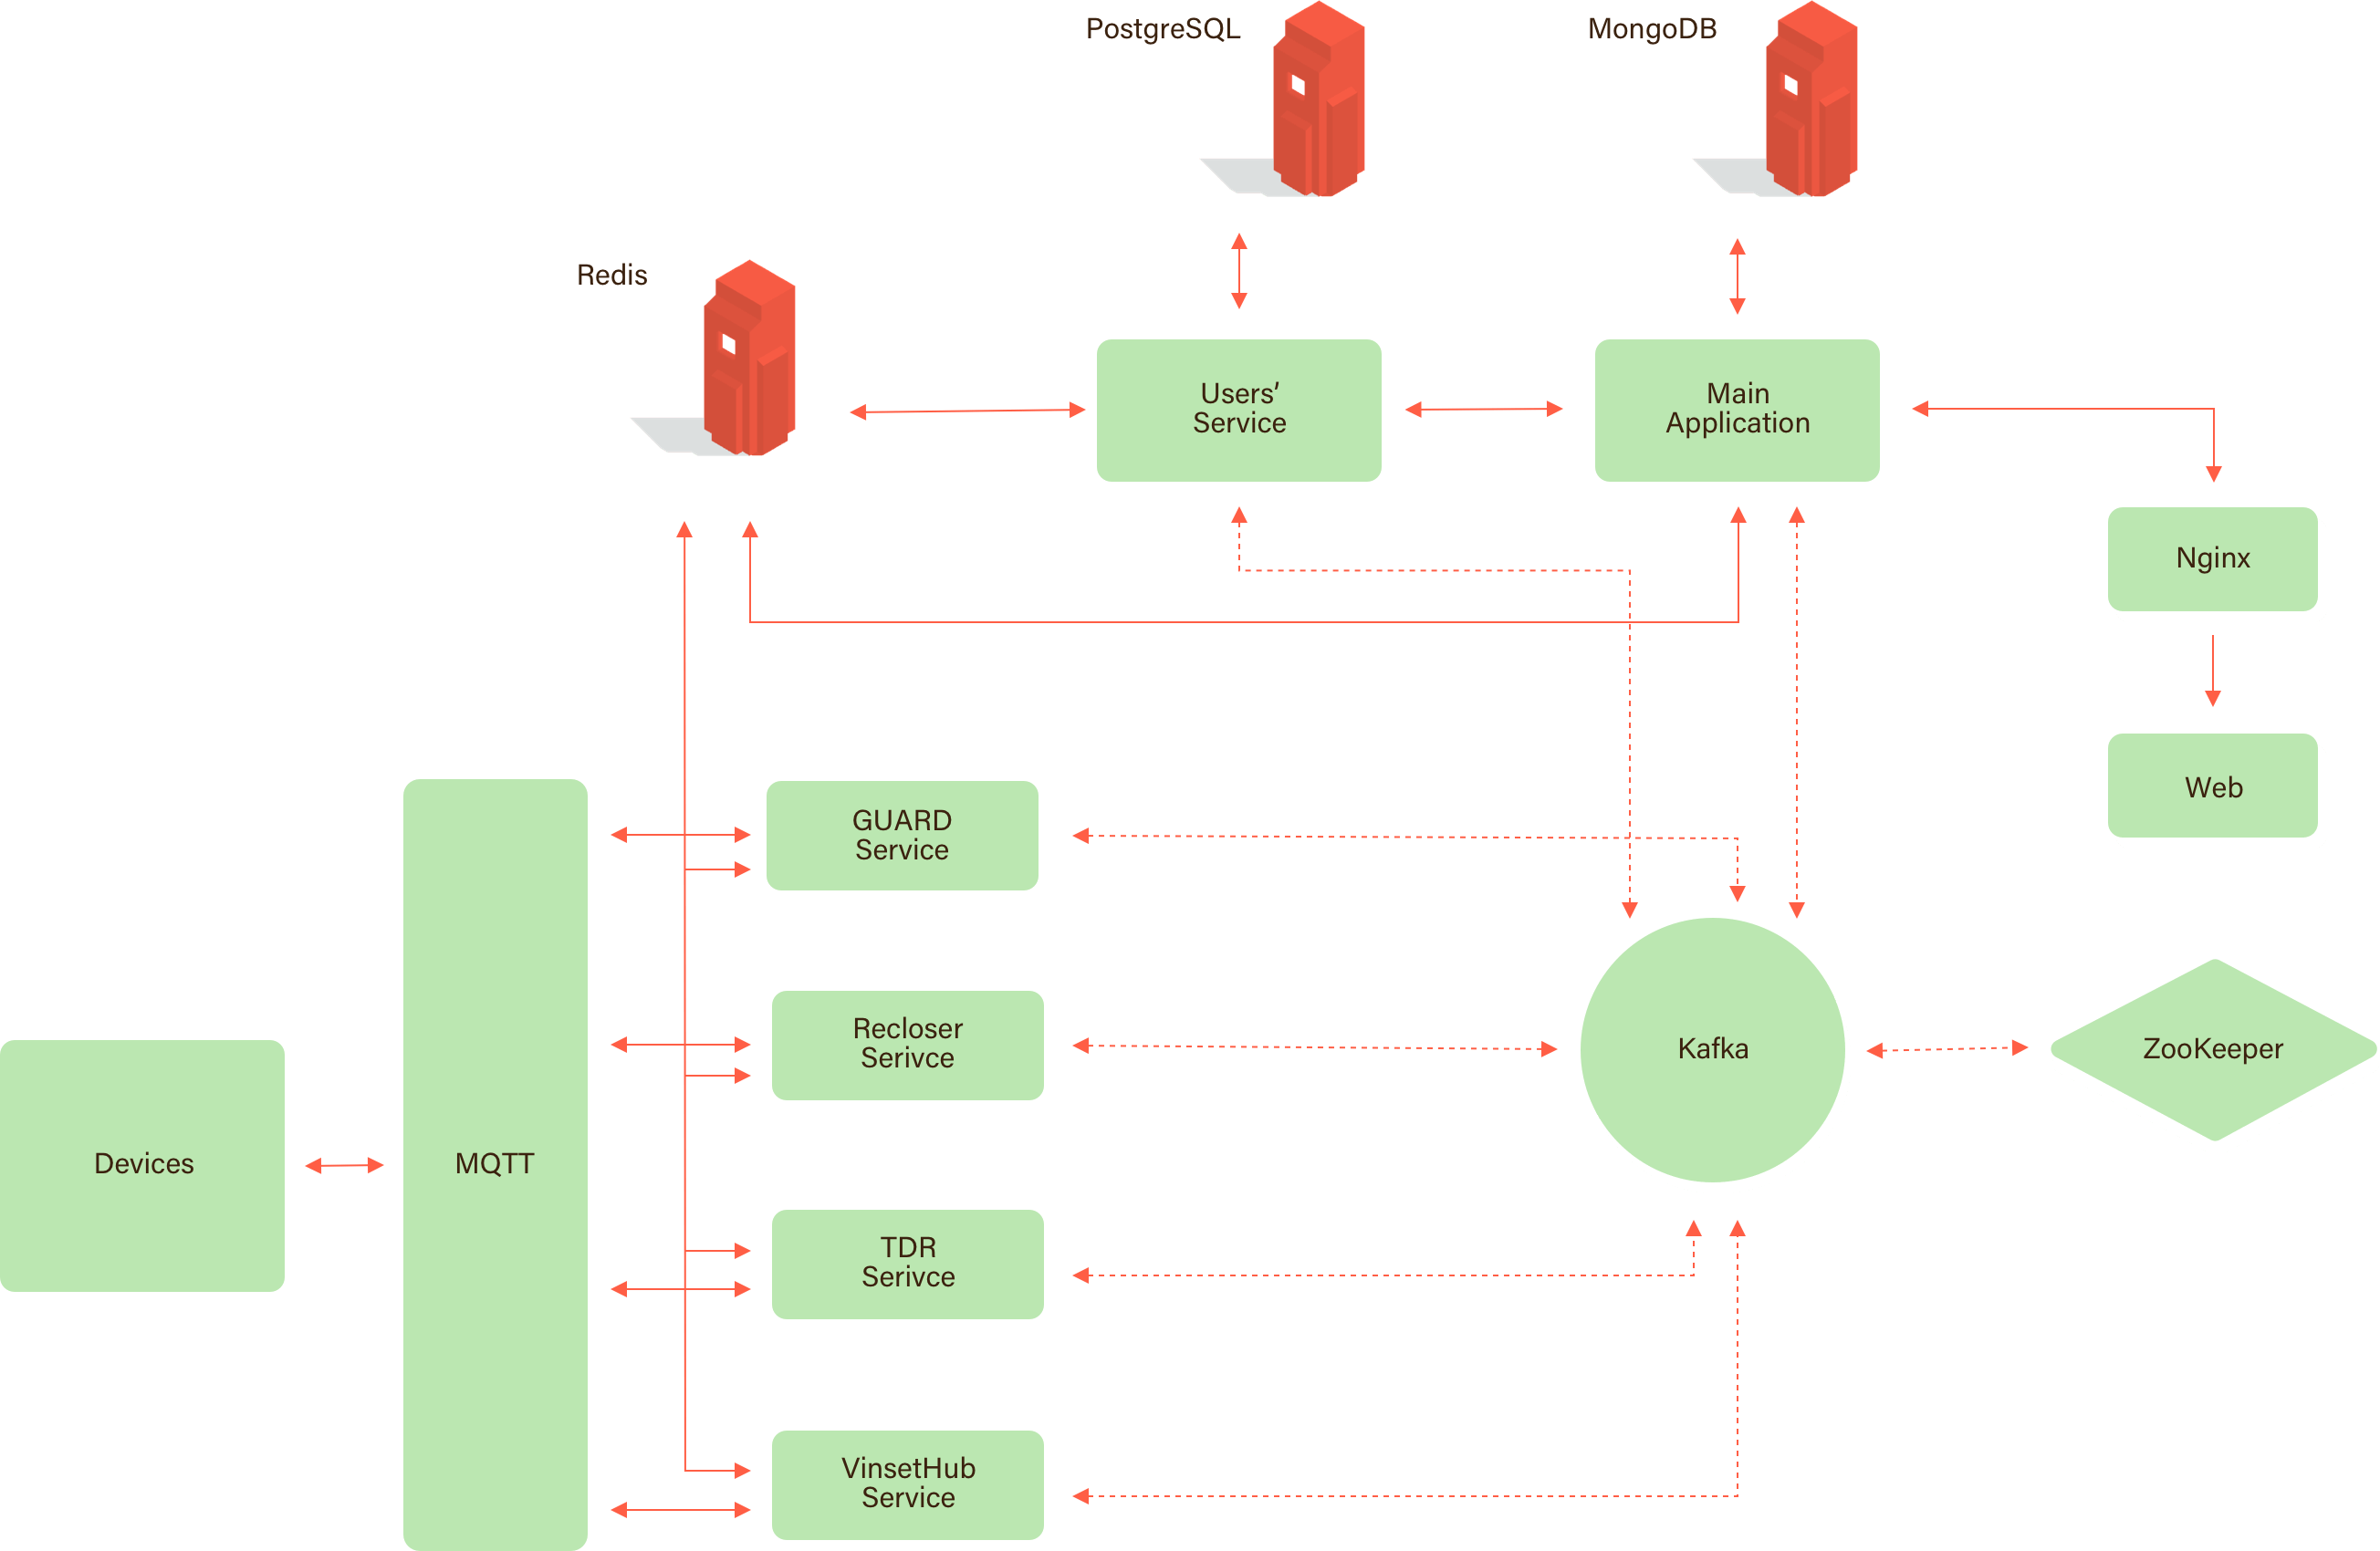 PostgreSQL
MongoDB
Redis
Users'
Service
Main
Application
Nginx
Web
GUARD
Service
Recloser
Serivce
Kafka
ZooKeeper
Devices
MQTT
TDR
Serivce
VinsetHub
Service